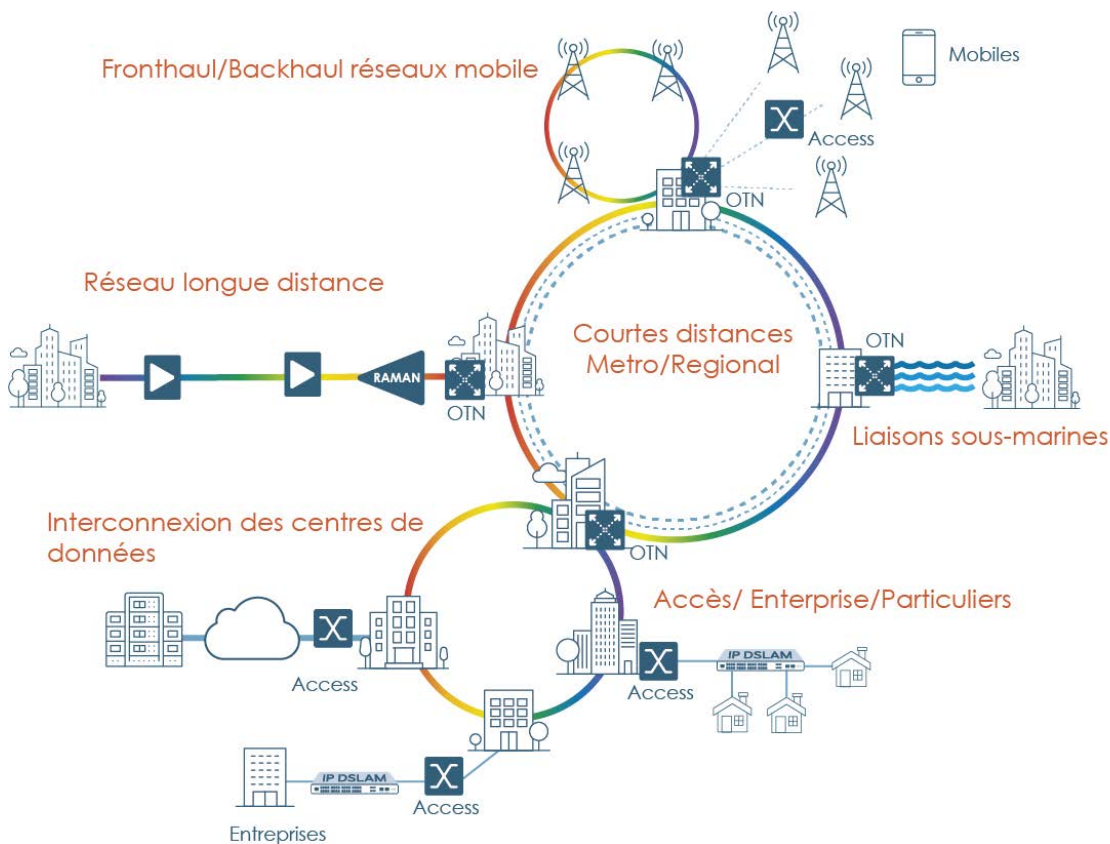 Fronthaul/Backhaul réseaux mobile
Mobiles
Access
OTN
Réseau longue distance
Courtes distances
Metro/Regional
OTN
RAMAN
OTN
Liaisons sous-marines
Interconnexion des centres de
données
OTN
Accès/ Enterprise/Particuliers
IP DSLAM
Access
Access
IP DSLAM
Access
Entreprises